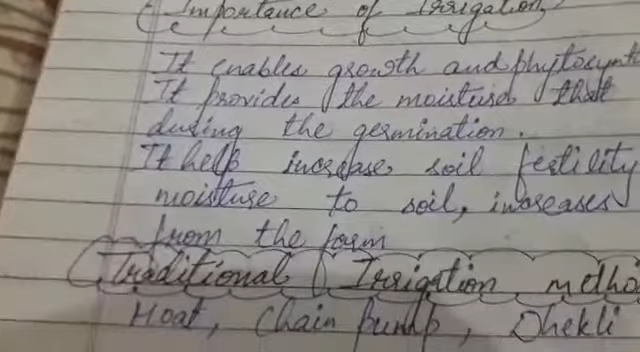 Importance of Irrigation
It enables growth and phytosynt
It provides the moisture that
during the germination.
It help increase soil fertility
moisture to soil, increases
from the farm
Traditional Irrigation metho
Moat, Chain Pump, Dhekli